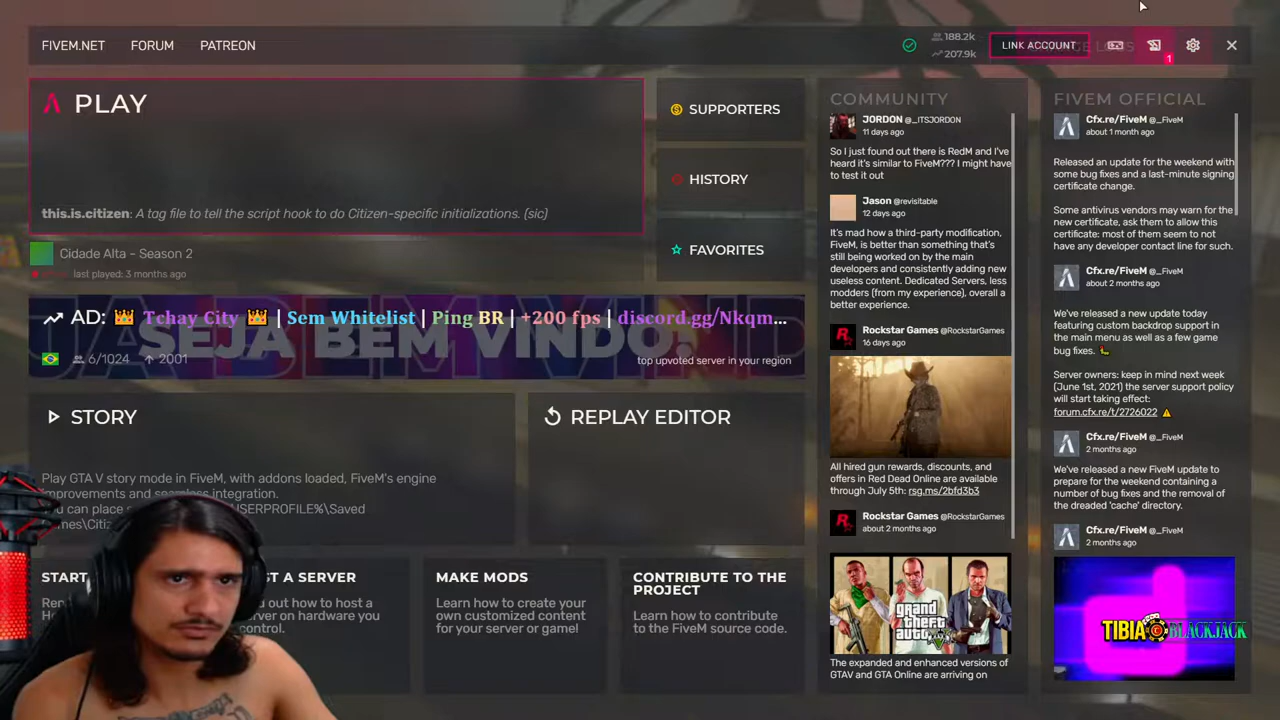 FIVEM.NET FORUM PATREON
188.2k
207.9k
LINK ACCOUNT
1
PLAY
this.is.citizen: A tag file to tell the script hook to do Citizen-specific initializations. (sic)
Cidade Alta - Season 2
last played: 3 months ago
SUPPORTERS
HISTORY
FAVORITES
AD: 👑 Tchay City 👑 | Sem Whitelist | Ping BR | +200 fps | discord.gg/Nkqm...
SEJA BEM VINDO.
6/1024 2001
top upvoted server in your region
STORY
Play GTA V story mode in FiveM, with addons loaded, FiveM's engine
improvements and seamless integration.
REPLAY EDITOR
START
A SERVER
out how to host a
server on hardware you
control.
MAKE MODS
Learn how to create your
own customized content
for your server or game!
CONTRIBUTE TO THE
PROJECT
Learn how to contribute
to the FiveM source code.
COMMUNITY
JORDON @_ITSJORDON
11 days ago
So I just found out there is RedM and I've
heard it's similar to FiveM??? I might have
to test it out
Jason @revisitable
12 days ago
It's mad how a third-party modification,
FiveM, is better than something that's
still being worked on by the main
developers and consistently adding new
useless content. Dedicated Servers, less
modders (from my experience), overall a
better experience.
Rockstar Games @RockstarGames
16 days ago
All hired gun rewards, discounts, and
offers in Red Dead Online are available
through July 5th: rsg.ms/2bfd3b3
Rockstar Games @RockstarGames
about 2 months ago
grand
theft
auto
The expanded and enhanced versions of
GTAV and GTA Online are arriving on
FIVEM OFFICIAL
Cfx.re/FiveM @_FiveM
about 1 month ago
Released an update for the weekend with
some bug fixes and a last-minute signing
certificate change.
Some antivirus vendors may warn for the
new certificate, ask them to allow this
certificate: most of them seem to not
have any developer contact line for such.
Cfx.re/FiveM @_FiveM
about 2 months ago
We've released a new update today
featuring custom backdrop support in
the main menu as well as a few game
bug fixes. 🐛
Server owners: keep in mind next week
(June 1st, 2021) the server support policy
will start taking effect:
forum.cfx.re/t/2726022 ⚠
Cfx.re/FiveM @_FiveM
2 months ago
We've released a new FiveM update to
prepare for the weekend containing a
number of bug fixes and the removal of
the dreaded 'cache' directory.
Cfx.re/FiveM @_FiveM
2 months ago
TIBIA BLACKJACK